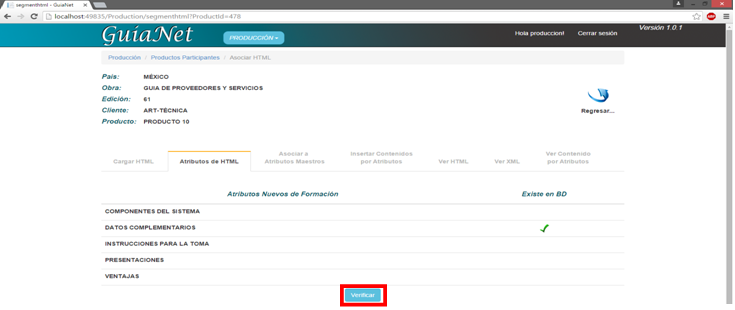 segmenthtml - GuiaNet
localhost:49835/Production/segmenthtml?ProductId=478
GuíaNet
PRODUCCIÓN
Hola produccion!
Cerrar sesión
Versión 1.0.1
Producción / Productos Participantes / Asociar HTML
País: MÉXICO
Obra: GUIA DE PROVEEDORES Y SERVICIOS
Edición: 61
Cliente: ART-TÉCNICA
Producto: PRODUCTO 10
Regresar...
Cargar HTML
Atributos de HTML
Asociar a
Atributos Maestros
Insertar Contenidos
por Atributos
Ver HTML
Ver XML
Ver Contenido
por Atributos
Atributos Nuevos de Formación
Existe en BD
COMPONENTES DEL SISTEMA
DATOS COMPLEMENTARIOS
INSTRUCCIONES PARA LA TOMA
PRESENTACIONES
VENTAJAS
Verificar